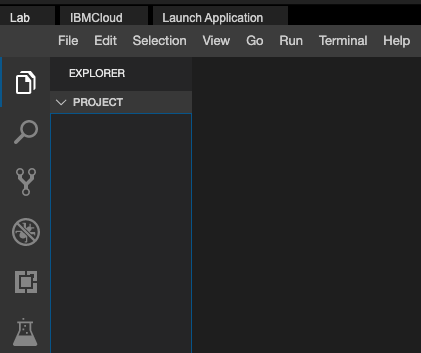 Lab IBMCloud Launch Application
File Edit Selection View Go Run Terminal Help
EXPLORER
PROJECT